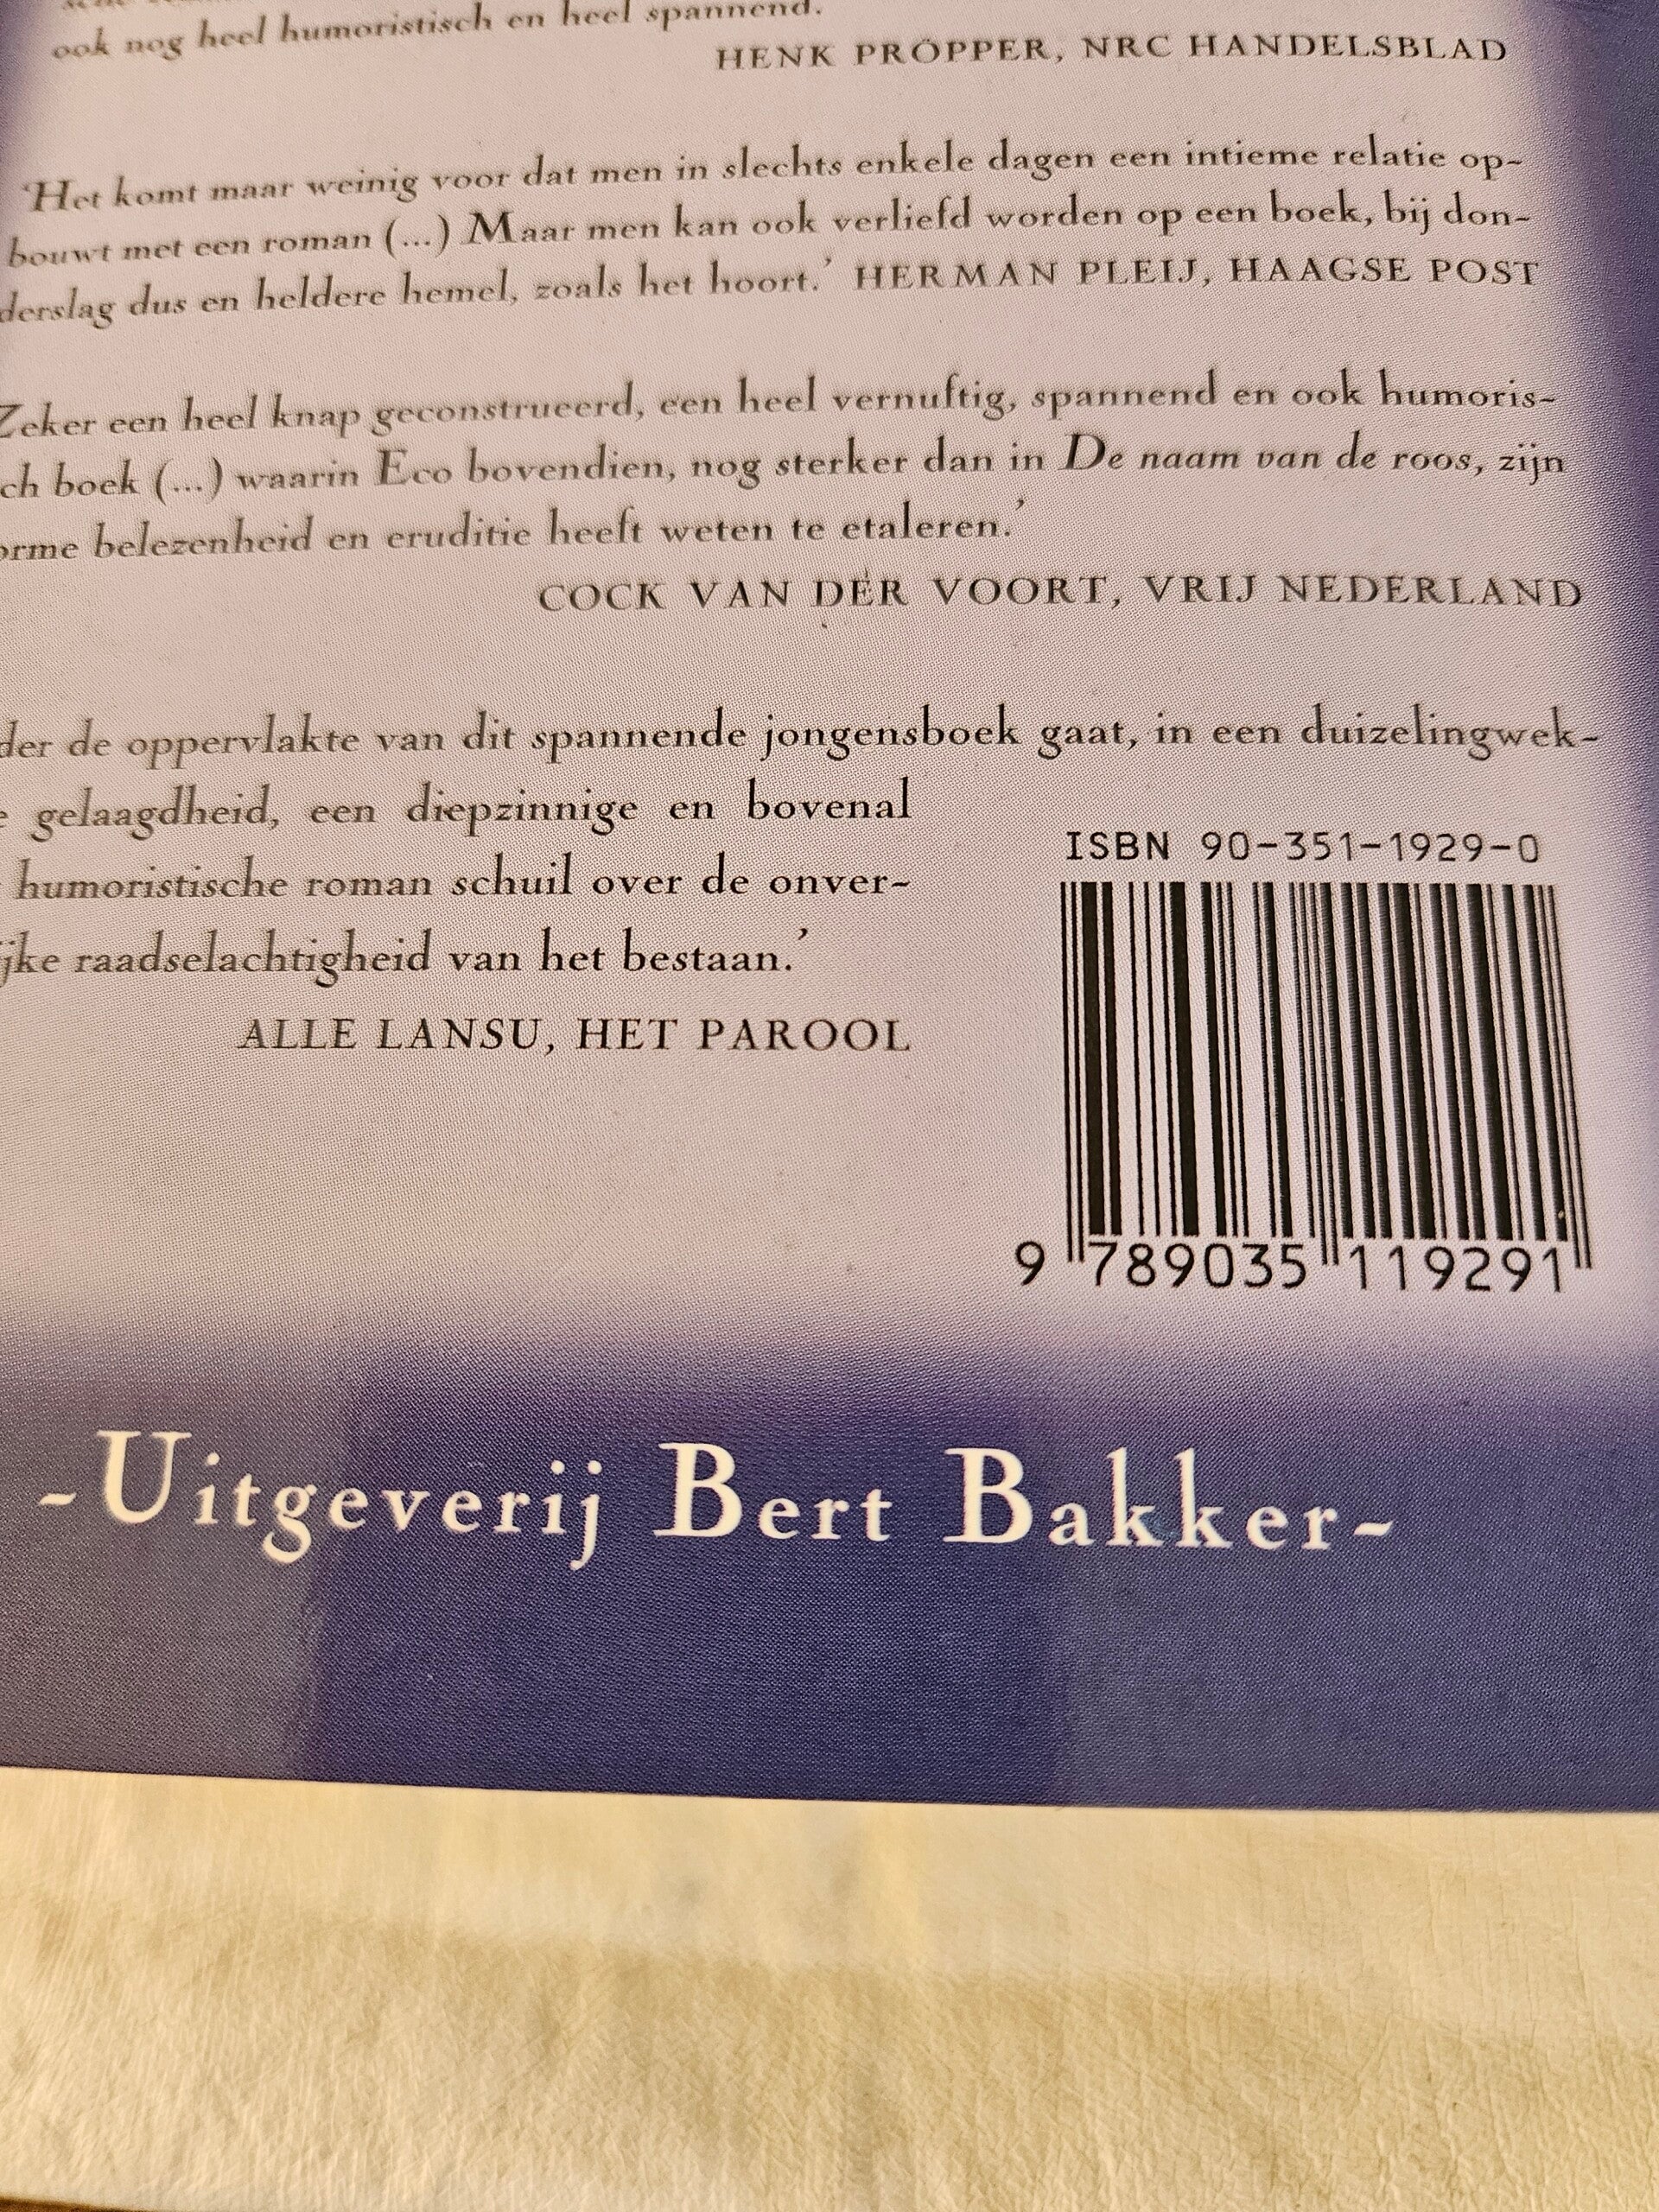 ook nog heel humoristisch en heel spannend.
HENK PRÖPPER, NRC HANDELSBLAD
‘Het komt maar weinig voor dat men in slechts enkele dagen een intieme relatie op-
bouwt met een roman (...) Maar men kan ook verliefd worden op een boek, bij don-
derslag dus en heldere hemel, zoals het hoort.’ HERMAN PLEIJ, HAAGSE POST
Zeker een heel knap geconstrueerd, een heel vernuftig, spannend en ook humoris-
ch boek (...) waarin Eco bovendien, nog sterker dan in De naam van de roos, zijn
orme belezenheid en eruditie heeft weten te etaleren.’
COCK VAN DER VOORT, VRIJ NEDERLAND
der de oppervlakte van dit spannende jongensboek gaat, in een duizelingwek-
e gelaagdheid, een diepzinnige en bovenal
humoristische roman schuil over de onver-
ijke raadselachtigheid van het bestaan.’
ALLE LANSU, HET PAROOL
ISBN 90-351-1929-0
9 789035 119291
-Uitgeverij Bert Bakker-